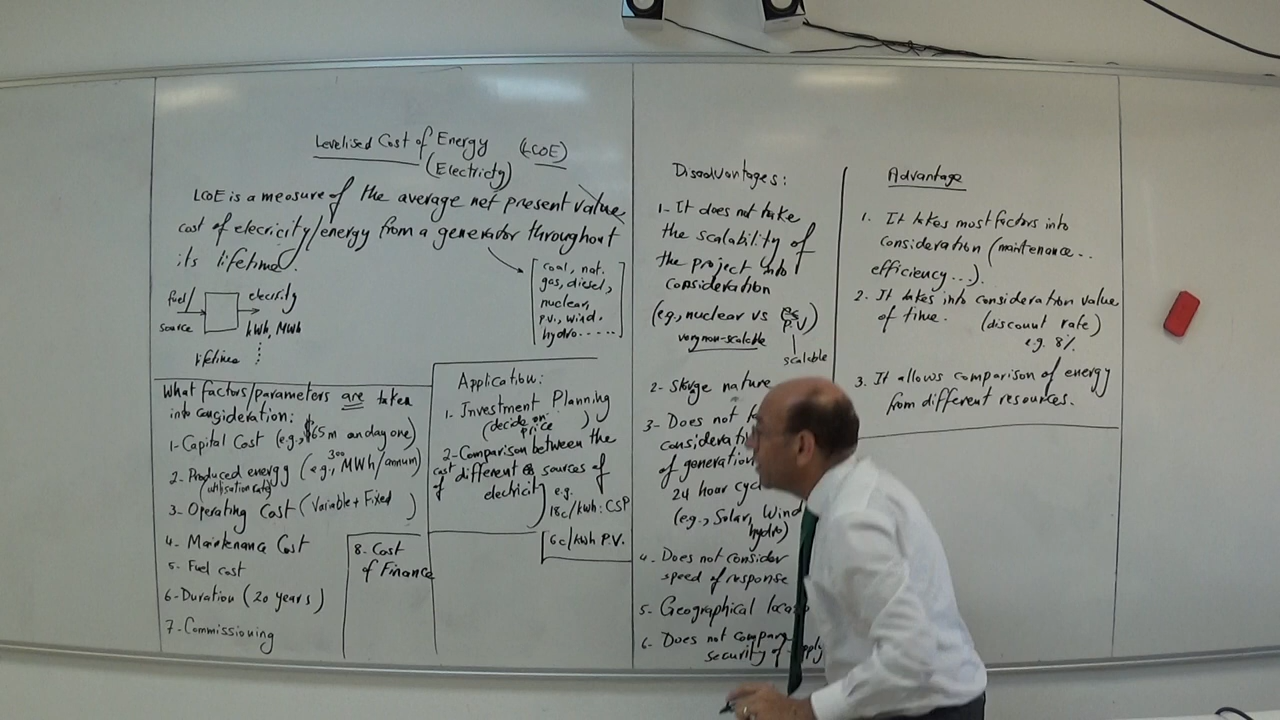 Levelised Cost of Energy (LCOE)
(Electricity)
LCOE is a measure of the average net present value
cost of elecricity/energy from a generator throughout
its lifetime.
coal, nat.
gas, diesel,
nuclear,
PV., wind,
hydro.....
fuel/
source
elecrity
kWh, MWh
lifetime
What factors/parameters are taken
into consideration:
1- Capital Cost (e.g., $65m on day one)
2. Produced energy (e.g., 300 MWh/annum)
(utilisation rate)
3- Operating Cost (Variable + Fixed )
4- Maintenance Cost
5- Fuel cost
6- Duration (20 years)
7- Commissioning
8. Cost
of Finance
Application:
1. Investment Planning
(decide on price )
2- Comparison between the
cost of different sources of
electricity
e.g.
18c/kWh: CSP
6c/kWh PV.
Disadvantages:
1- It does not take
the scalability of
the project into
consideration
(e.g., nuclear vs PV)
very non-scalable
scalable
2- Storage nature
3- Does not
of generation
24 hour
(e.g., Solar, Wind
hydro)
4. Does not consider
speed of response
5- Geographical
6- Does not compare
security of supply
Advantage
1. It takes most factors into
consideration (maintenance..
efficiency...).
2. It takes into consideration value
of time. (discount rate)
e.g. 8%
3. It allows comparison of energy
from different resources.